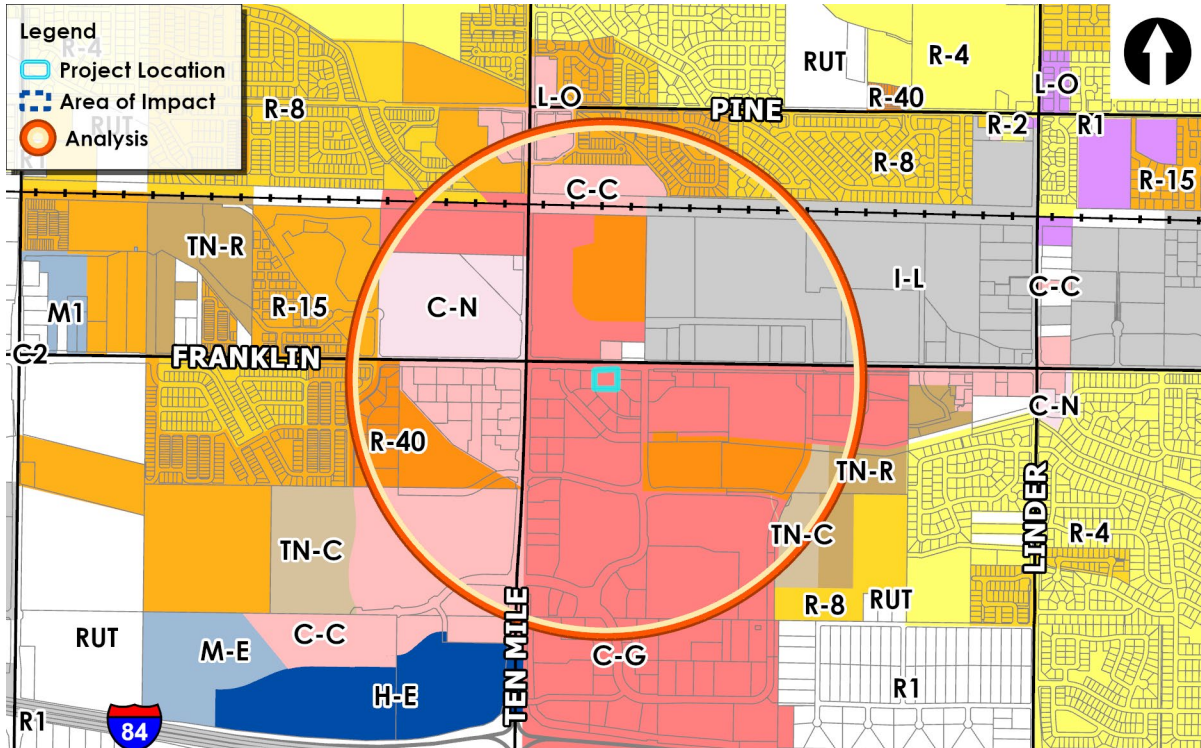 Legend
Project Location
Area of Impact
Analysis
R-4
RUT
R1
R-8
L-O
PINE
RUT
R-4
R-40
L-O
R-2
R1
R-8
R-15
C-C
TN-R
M1
R-15
C-N
I-L
C-C
C2
FRANKLIN
C-N
R-40
TN-R
TN-C
TN-C
LINDER
R-4
R-8
RUT
RUT
M-E
C-C
H-E
TEN MILE
C-G
R1
R1
84